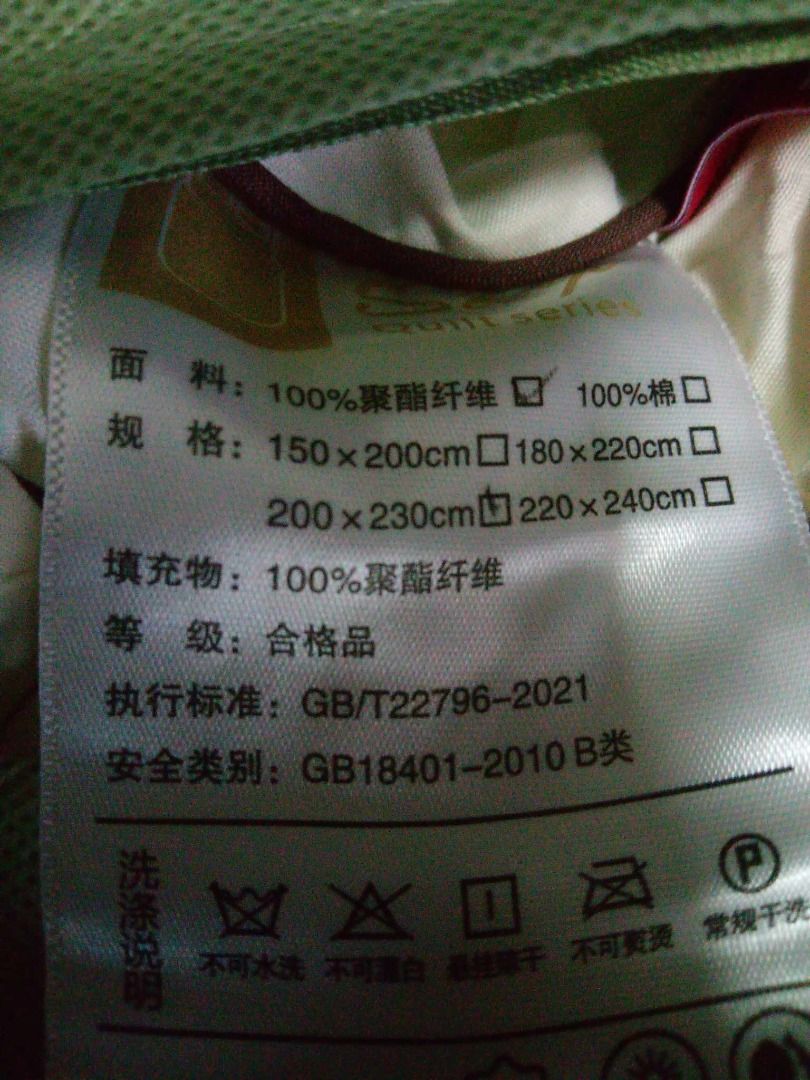 Quilt series
面 料：100%聚酯纤维☑ 100%棉□
规 格：150×200cm□180×220cm□
200×230cm☑220×240cm□
填充物：100%聚酯纤维
等 级：合格品
执行标准：GB/T22796-2021
安全类别：GB18401-2010 B类
洗涤说明
P
不可水洗 不可漂白 悬挂晾干 不可熨烫 常规干洗